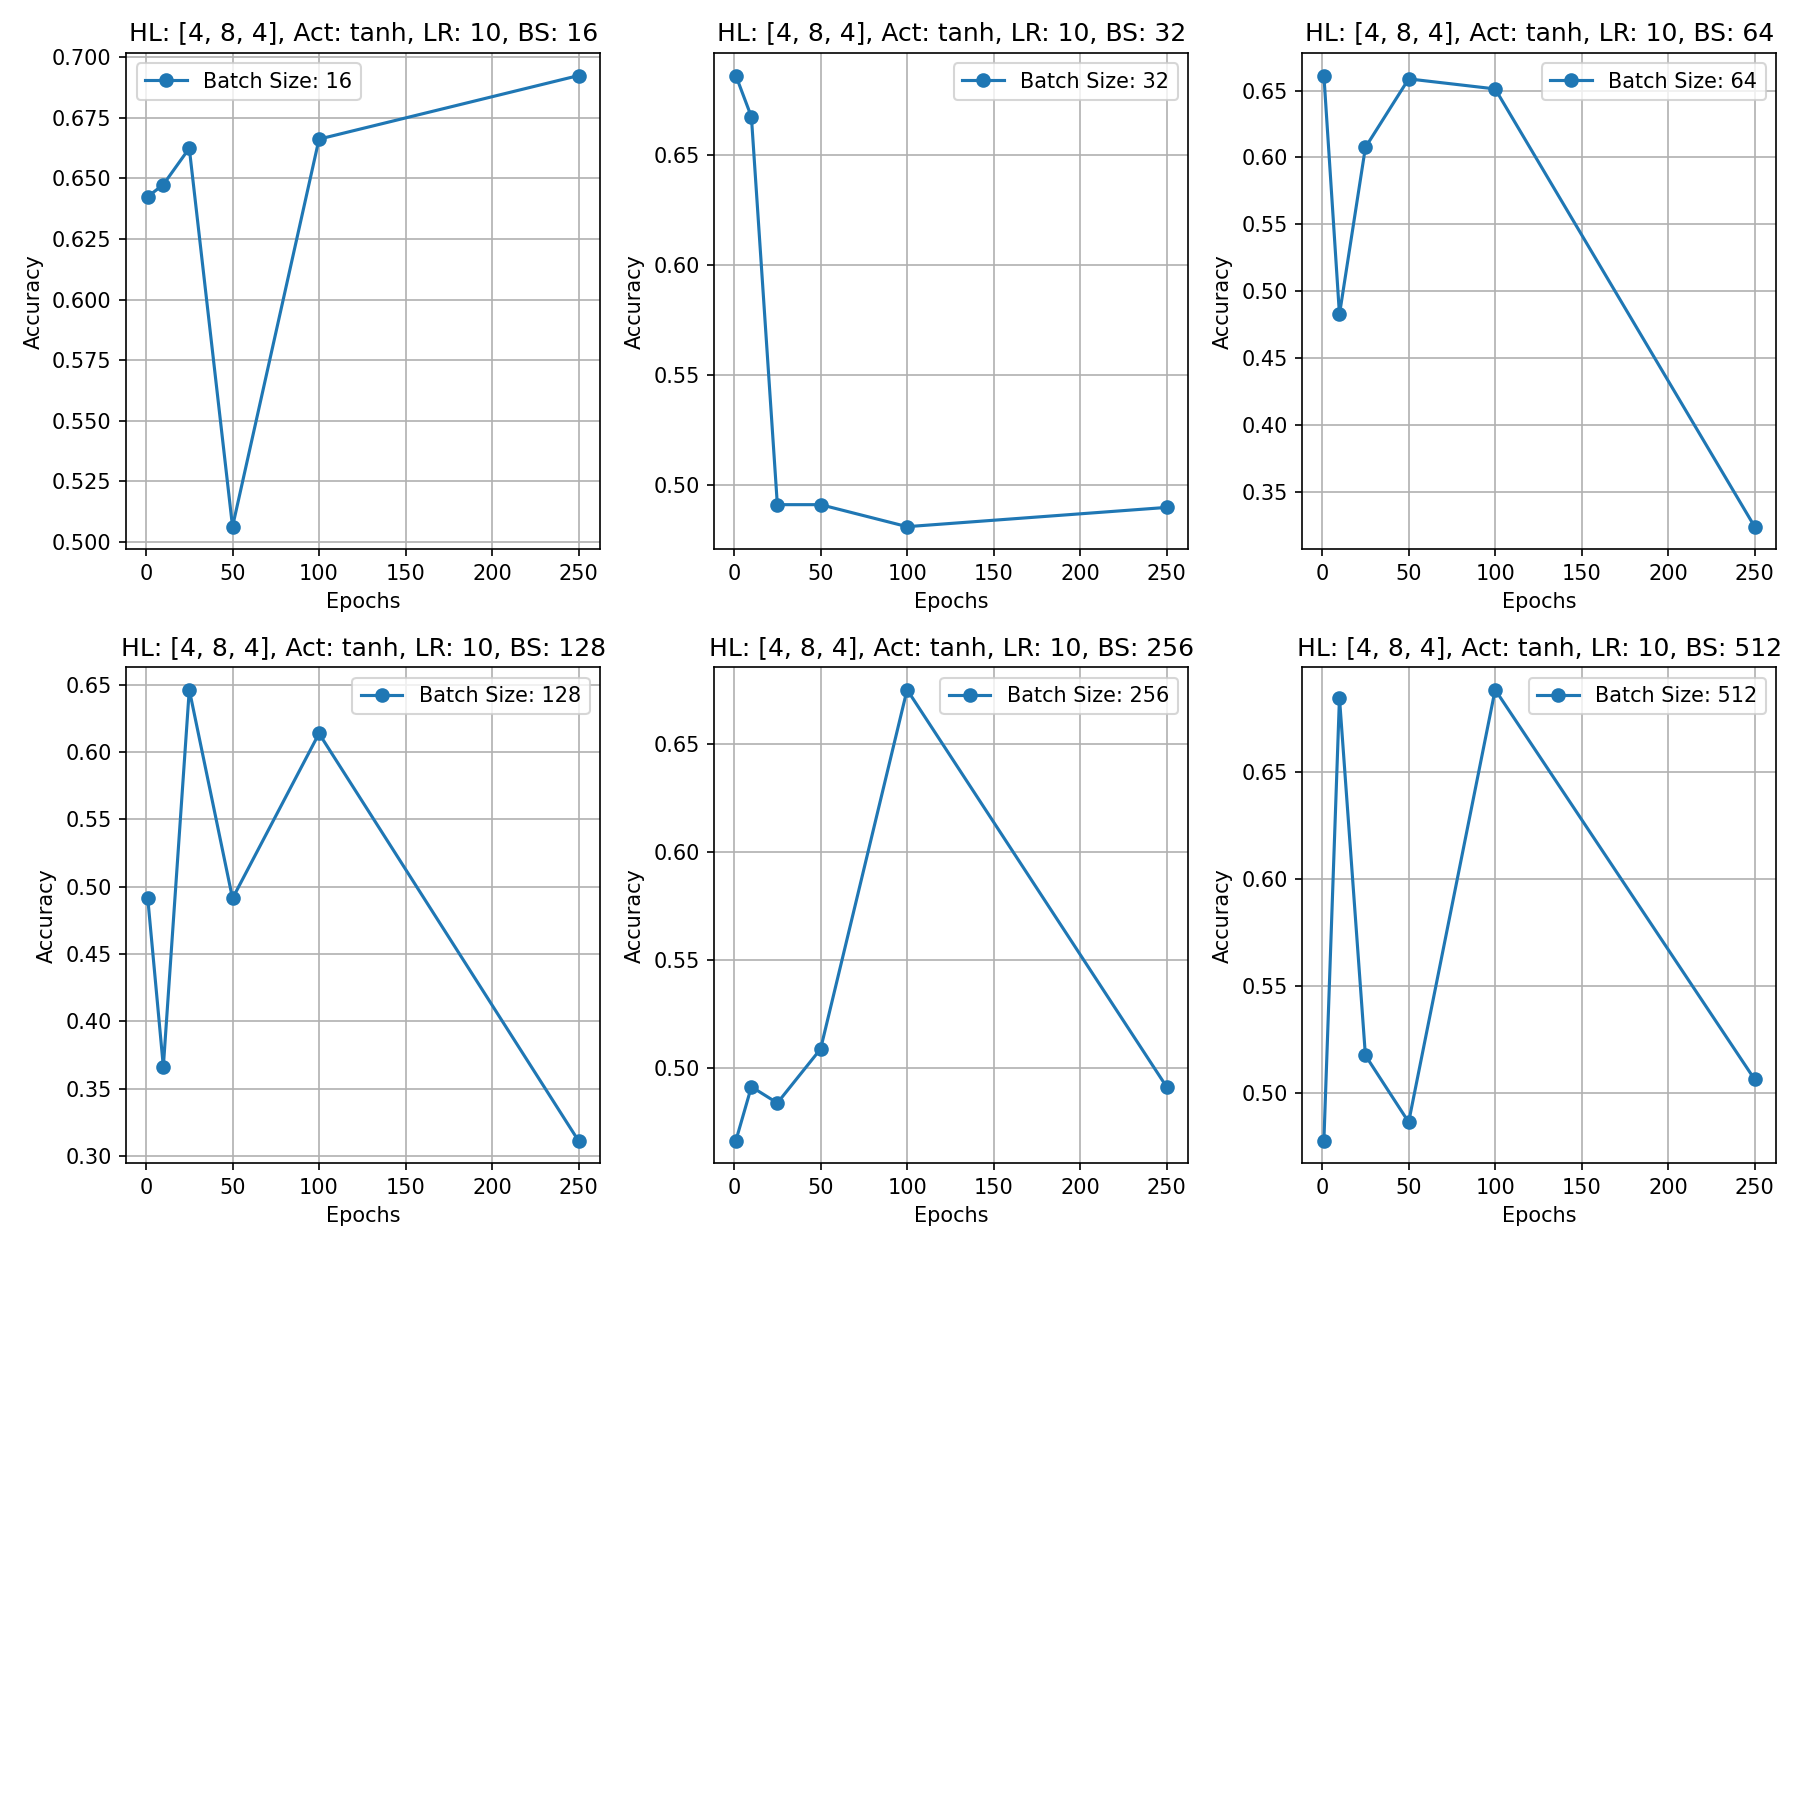 HL: [4, 8, 4], Act: tanh, LR: 10, BS: 16
Batch Size: 16
0.700
0.675
0.650
0.625
0.600
0.575
0.550
0.525
0.500
Accuracy
0 50 100 150 200 250
Epochs
HL: [4, 8, 4], Act: tanh, LR: 10, BS: 32
Batch Size: 32
0.65
0.60
0.55
0.50
Accuracy
0 50 100 150 200 250
Epochs
HL: [4, 8, 4], Act: tanh, LR: 10, BS: 64
Batch Size: 64
0.65
0.60
0.55
0.50
0.45
0.40
0.35
Accuracy
0 50 100 150 200 250
Epochs
HL: [4, 8, 4], Act: tanh, LR: 10, BS: 128
Batch Size: 128
0.65
0.60
0.55
0.50
0.45
0.40
0.35
0.30
Accuracy
0 50 100 150 200 250
Epochs
HL: [4, 8, 4], Act: tanh, LR: 10, BS: 256
Batch Size: 256
0.65
0.60
0.55
0.50
Accuracy
0 50 100 150 200 250
Epochs
HL: [4, 8, 4], Act: tanh, LR: 10, BS: 512
Batch Size: 512
0.65
0.60
0.55
0.50
Accuracy
0 50 100 150 200 250
Epochs